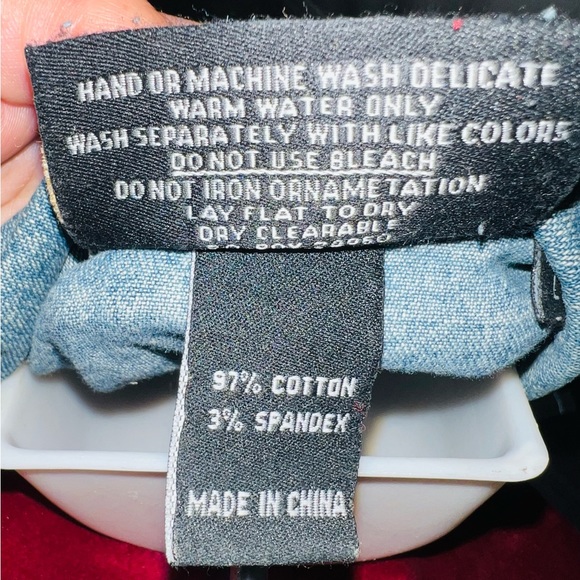 HAND OR MACHINE WASH DELICATE
WARM WATER ONLY
WASH SEPARATELY WITH LIKE COLORS
DO NOT USE BLEACH
DO NOT IRON ORNAMETATION
LAY FLAT TO DRY
DRY CLEARABLE
97% COTTON
3% SPANDEX
MADE IN CHINA